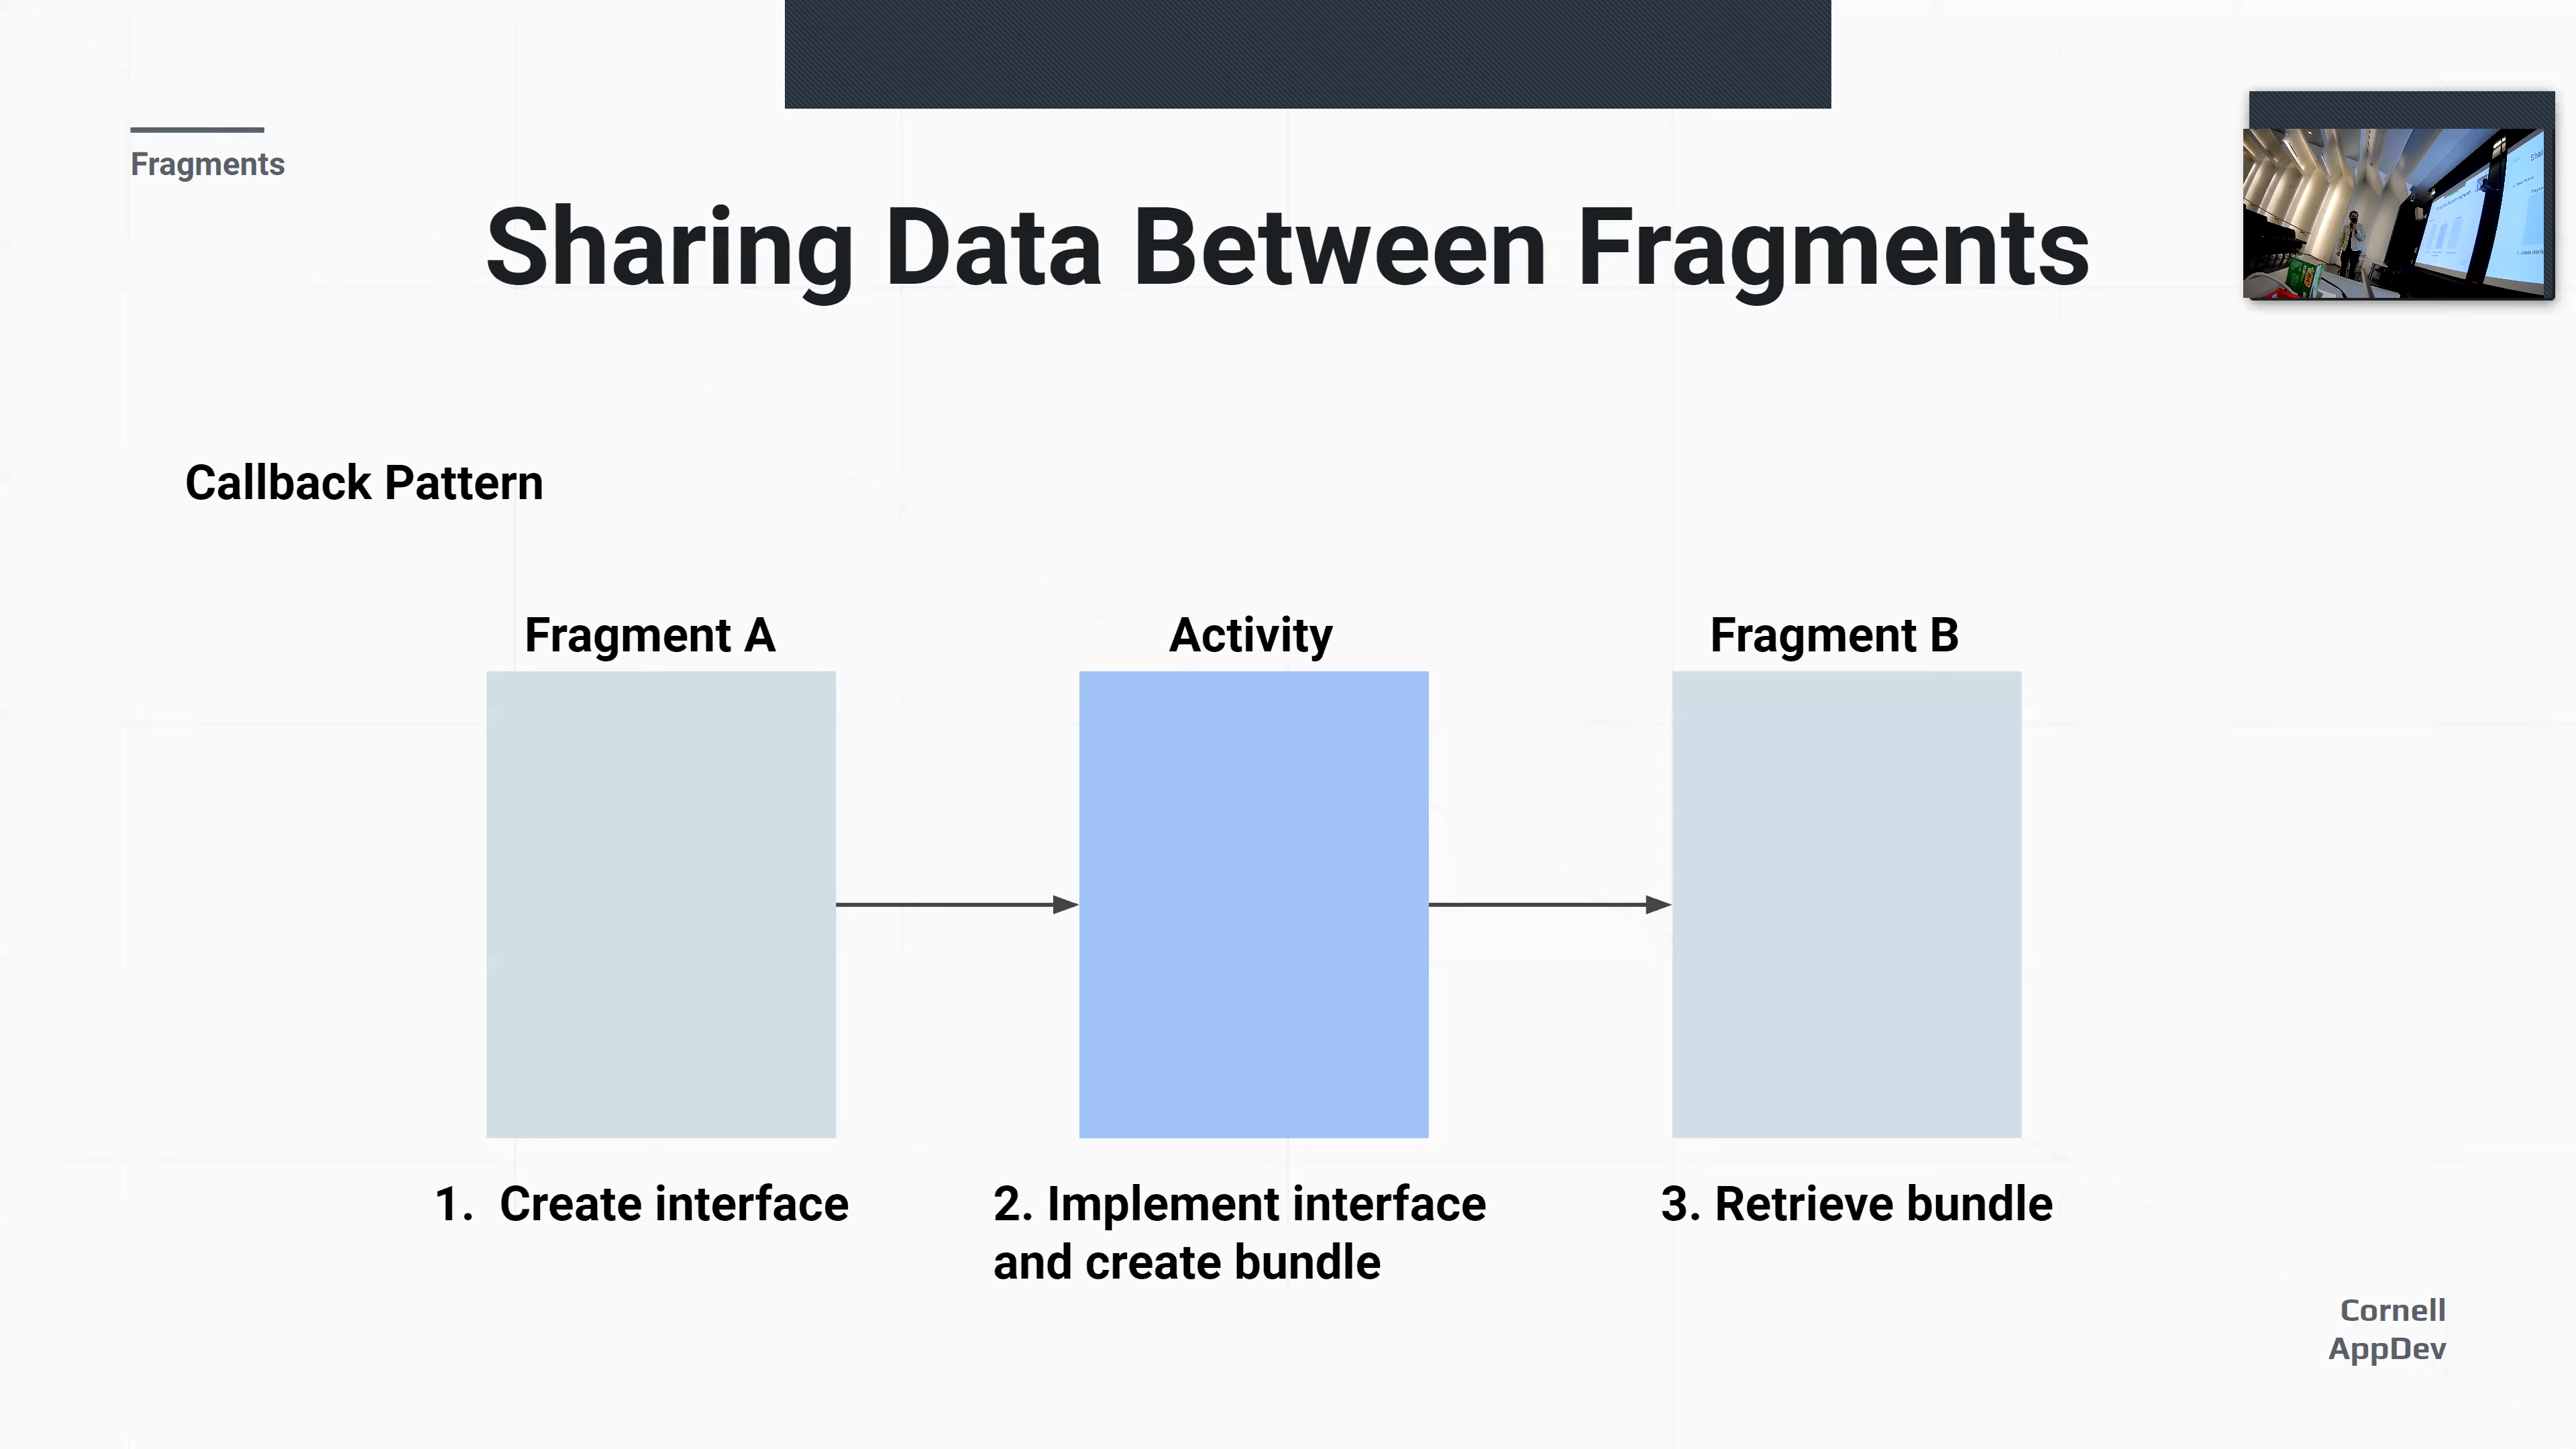 Fragments
Sharing Data Between Fragments
Callback Pattern
Fragment A
Activity
Fragment B
1. Create interface
2. Implement interface
and create bundle
3. Retrieve bundle
Cornell
AppDev